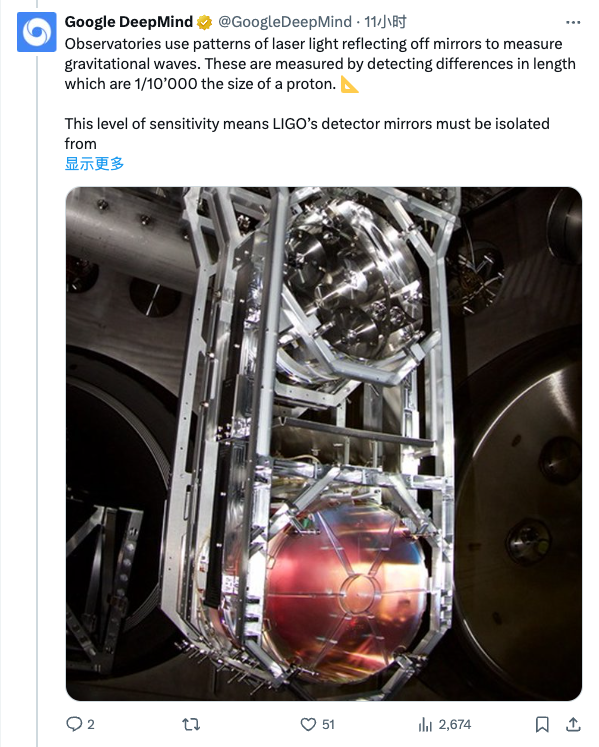 Google DeepMind @GoogleDeepMind · 11小时
Observatories use patterns of laser light reflecting off mirrors to measure
gravitational waves. These are measured by detecting differences in length
which are 1/10’000 the size of a proton. 📐
This level of sensitivity means LIGO’s detector mirrors must be isolated
from
显示更多
2 51 2,674